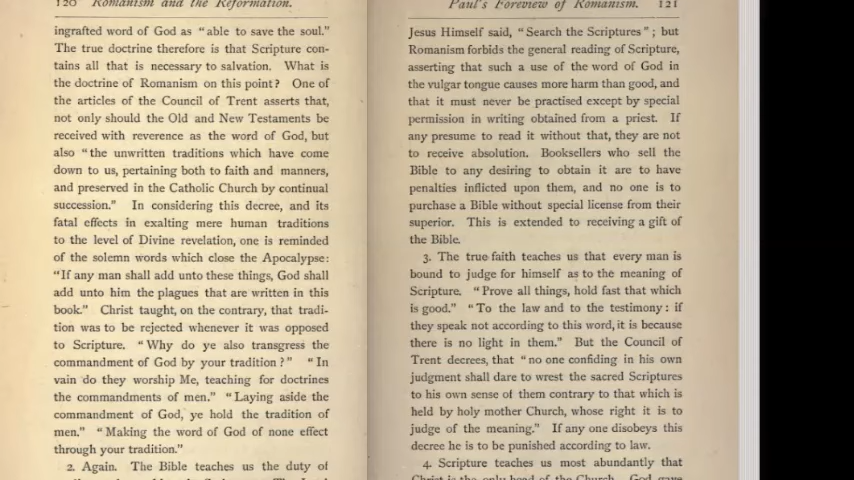 120 Romanism and the Reformation.
ingrafted word of God as “able to save the soul.”
The true doctrine therefore is that Scripture con-
tains all that is necessary to salvation. What is
the doctrine of Romanism on this point? One of
the articles of the Council of Trent asserts that,
not only should the Old and New Testaments be
received with reverence as the word of God, but
also “the unwritten traditions which have come
down to us, pertaining both to faith and manners,
and preserved in the Catholic Church by continual
succession.” In considering this decree, and its
fatal effects in exalting mere human traditions
to the level of Divine revelation, one is reminded
of the solemn words which close the Apocalypse:
“If any man shall add unto these things, God shall
add unto him the plagues that are written in this
book.” Christ taught, on the contrary, that tradi-
tion was to be rejected whenever it was opposed
to Scripture. “Why do ye also transgress the
commandment of God by your tradition?” “In
vain do they worship Me, teaching for doctrines
the commandments of men.” “Laying aside the
commandment of God, ye hold the tradition of
men.” “Making the word of God of none effect
through your tradition.”
2. Again. The Bible teaches us the duty of
Paul's Foreview of Romanism. 121
Jesus Himself said, “Search the Scriptures”; but
Romanism forbids the general reading of Scripture,
asserting that such a use of the word of God in
the vulgar tongue causes more harm than good, and
that it must never be practised except by special
permission in writing obtained from a priest. If
any presume to read it without that, they are not
to receive absolution. Booksellers who sell the
Bible to any desiring to obtain it are to have
penalties inflicted upon them, and no one is to
purchase a Bible without special license from their
superior. This is extended to receiving a gift of
the Bible.
3. The true faith teaches us that every man is
bound to judge for himself as to the meaning of
Scripture. “Prove all things, hold fast that which
is good.” “To the law and to the testimony: if
they speak not according to this word, it is because
there is no light in them.” But the Council of
Trent decrees, that “no one confiding in his own
judgment shall dare to wrest the sacred Scriptures
to his own sense of them contrary to that which is
held by holy mother Church, whose right it is to
judge of the meaning.” If any one disobeys this
decree he is to be punished according to law.
4. Scripture teaches us most abundantly that
Christ is the only head of the Church. God gave